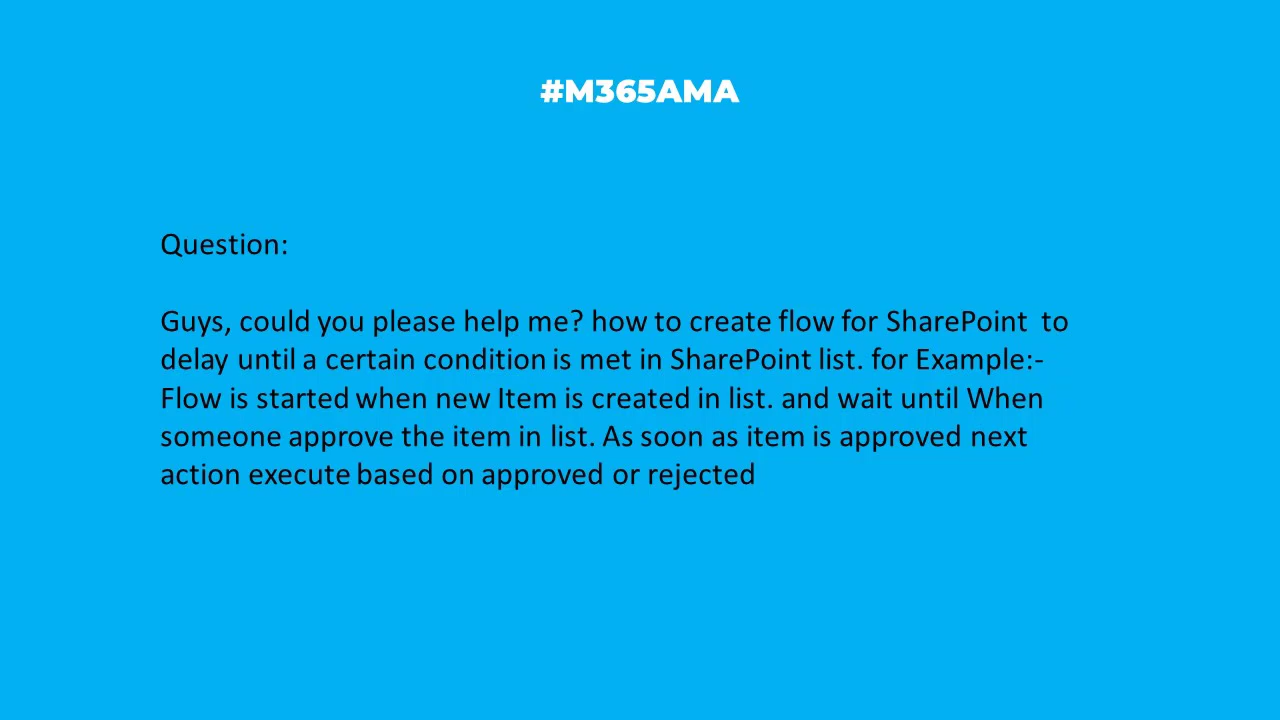 #M365AMA
Question:
Guys, could you please help me? how to create flow for SharePoint  to
delay until a certain condition is met in SharePoint list. for Example:-
Flow is started when new Item is created in list. and wait until When
someone approve the item in list. As soon as item is approved next
action execute based on approved or rejected